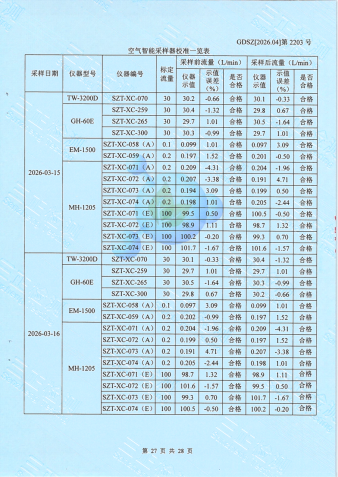 GDSZ[2026.04]第 2203 号
空气智能采样器校准一览表
采样日期 仪器型号 仪器编号 标定流量 采样前流量（L/min） 采样后流量（L/min）
仪器示值 示值误差（%） 是否合格 仪器示值 示值误差（%） 是否合格
2026-03-15 TW-3200D SZT-XC-070 30 30.2 -0.66 合格 30.1 -0.33 合格
GH-60E SZT-XC-259 30 30.4 -1.32 合格 29.8 0.67 合格
SZT-XC-265 30 29.7 1.01 合格 30.5 -1.64 合格
SZT-XC-300 30 30.3 -0.99 合格 29.7 1.01 合格
EM-1500 SZT-XC-058（A） 0.1 0.099 1.01 合格 0.097 3.09 合格
SZT-XC-059（A） 0.2 0.197 1.52 合格 0.201 -0.50 合格
MH-1205 SZT-XC-071（A） 0.2 0.209 -4.31 合格 0.204 -1.96 合格
SZT-XC-072（A） 0.2 0.207 -3.38 合格 0.191 4.71 合格
SZT-XC-073（A） 0.2 0.194 3.09 合格 0.199 0.50 合格
SZT-XC-074（A） 0.2 0.198 1.01 合格 0.205 -2.44 合格
SZT-XC-071（E） 100 99.5 0.50 合格 100.5 -0.50 合格
SZT-XC-072（E） 100 98.9 1.11 合格 98.7 1.32 合格
SZT-XC-073（E） 100 100.2 -0.20 合格 99.3 0.70 合格
SZT-XC-074（E） 100 101.7 -1.67 合格 101.6 -1.57 合格
2026-03-16 TW-3200D SZT-XC-070 30 30.1 -0.33 合格 30.4 -1.32 合格
GH-60E SZT-XC-259 30 29.7 1.01 合格 29.7 1.01 合格
SZT-XC-265 30 30.5 -1.64 合格 30.3 -0.99 合格
SZT-XC-300 30 29.8 0.67 合格 30.2 -0.66 合格
EM-1500 SZT-XC-058（A） 0.1 0.097 3.09 合格 0.099 1.01 合格
SZT-XC-059（A） 0.2 0.202 -0.99 合格 0.197 1.52 合格
MH-1205 SZT-XC-071（A） 0.2 0.204 -1.96 合格 0.209 -4.31 合格
SZT-XC-072（A） 0.2 0.199 0.50 合格 0.197 1.52 合格
SZT-XC-073（A） 0.2 0.191 4.71 合格 0.207 -3.38 合格
SZT-XC-074（A） 0.2 0.205 -2.44 合格 0.198 1.01 合格
SZT-XC-071（E） 100 98.7 1.32 合格 98.9 1.11 合格
SZT-XC-072（E） 100 101.6 -1.57 合格 99.5 0.50 合格
SZT-XC-073（E） 100 99.3 0.70 合格 101.7 -1.67 合格
SZT-XC-074（E） 100 100.5 -0.50 合格 100.2 -0.20 合格
第 27 页 共 28 页